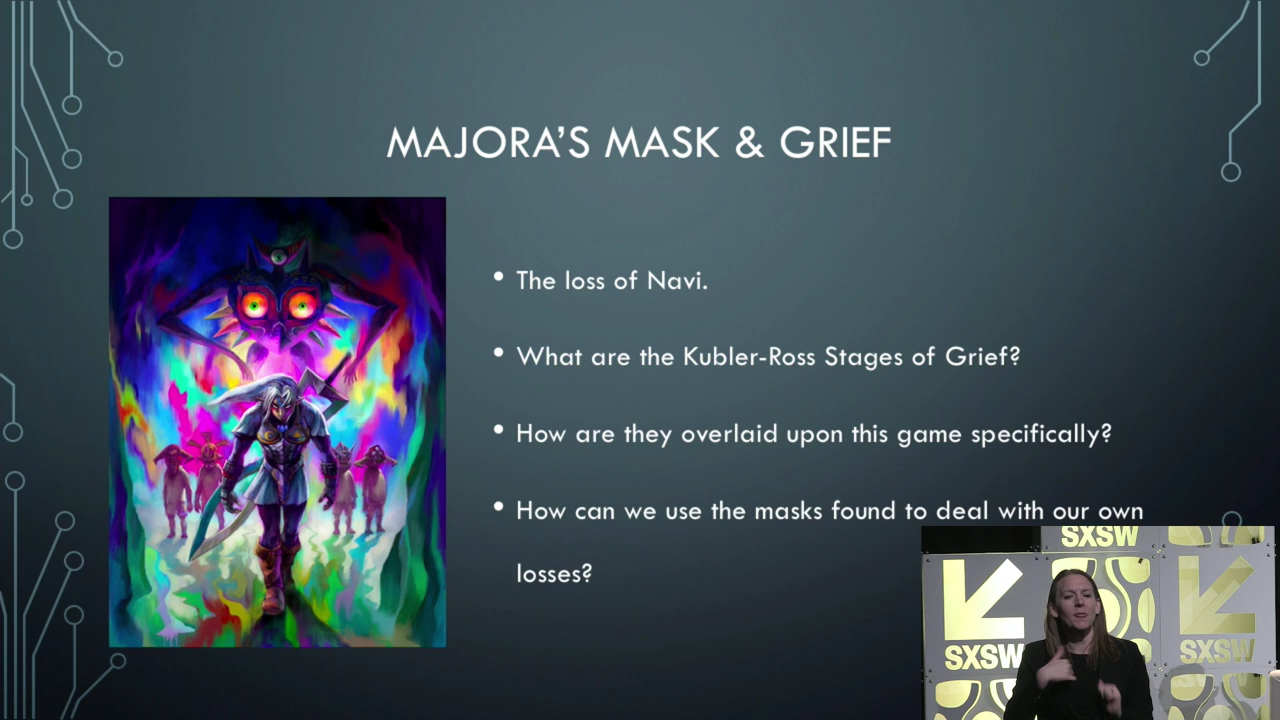 MAJORA'S MASK & GRIEF
• The loss of Navi.
• What are the Kubler-Ross Stages of Grief?
• How are they overlaid upon this game specifically?
• How can we use the masks found to deal with our own
losses?
SXSW
SXSW
SXSW